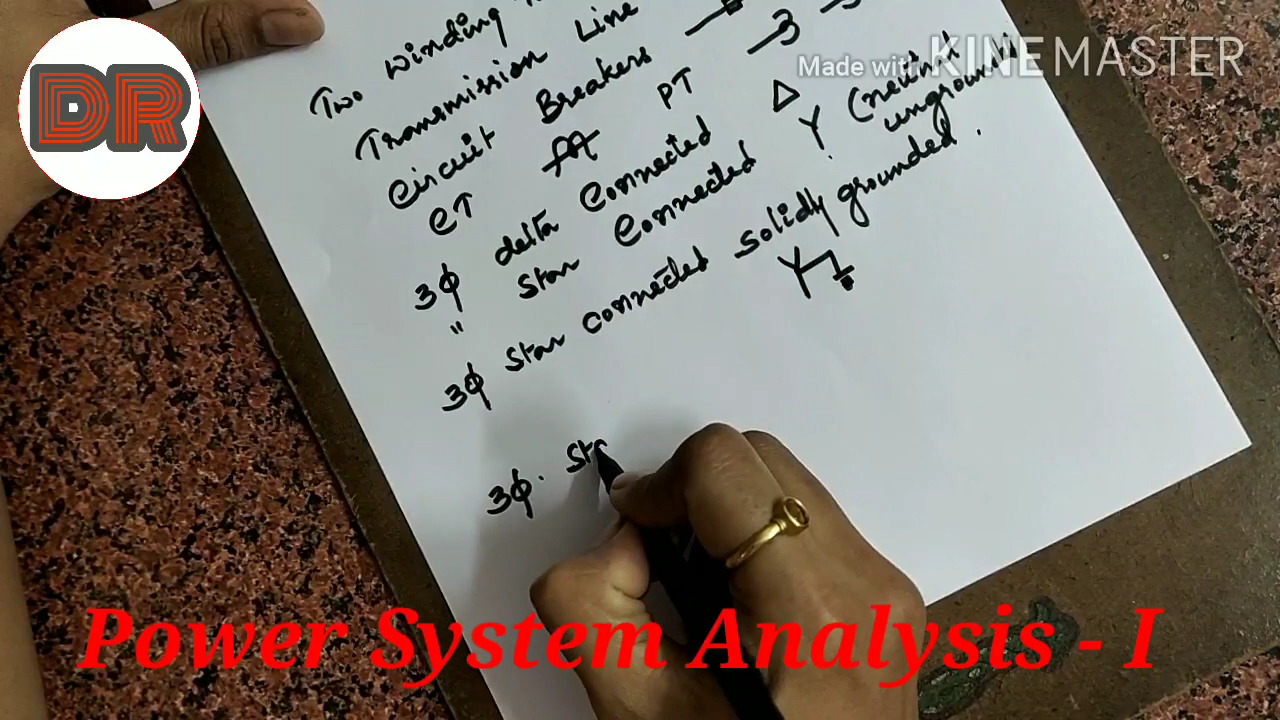 DR
Made with KINEMASTER
Two winding
Transmission Line
Circuit Breakers
CT PT
3φ delta Connected Δ
" Star Connected Y (neutral ungrounded
3φ Star connected solidly grounded.
3φ. Sta
Power System Analysis - I